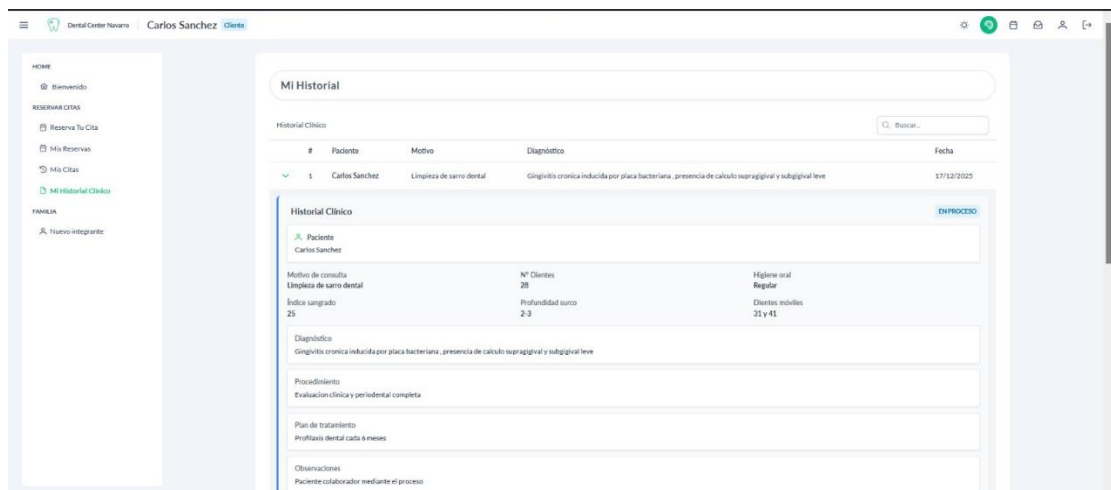 Dental Center Navarro Carlos Sanchez Cliente
HOME
Bienvenido
RESERVAR CITAS
Reserva Tu Cita
Mis Reservas
Mis Citas
Mi Historial Clínico
FAMILIA
Nuevo integrante
Mi Historial
Historial Clínico Buscar...
# Paciente Motivo Diagnóstico Fecha
1 Carlos Sanchez Limpieza de sarro dental Gingivitis cronica inducida por placa bacteriana , presencia de calculo supragigival y subgigival leve 17/12/2025
Historial Clínico EN PROCESO
Paciente
Carlos Sanchez
Motivo de consulta N° Dientes Higiene oral
Limpieza de sarro dental 28 Regular
Índice sangrado Profundidad surco Dientes móviles
25 2-3 31 y 41
Diagnóstico
Gingivitis cronica inducida por placa bacteriana , presencia de calculo supragigival y subgigival leve
Procedimiento
Evaluacion clinica y periodental completa
Plan de tratamiento
Profilaxis dental cada 6 meses
Observaciones
Paciente colaborador mediante el proceso